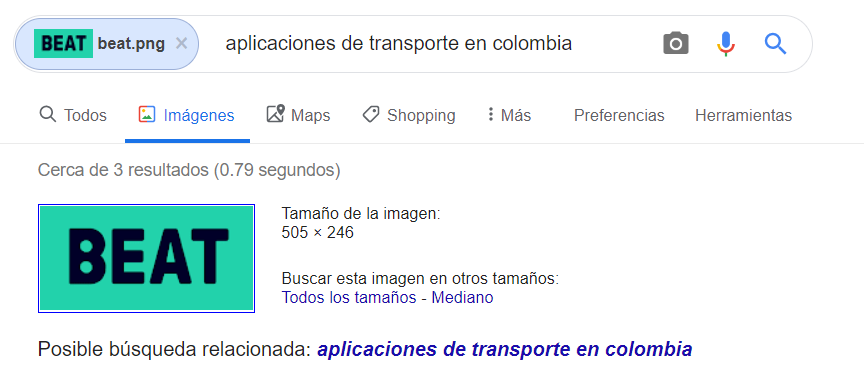 BEAT beat.png × aplicaciones de transporte en colombia
Todos Imágenes Maps Shopping Más Preferencias Herramientas
Cerca de 3 resultados (0.79 segundos)
BEAT
Tamaño de la imagen:
505 × 246
Buscar esta imagen en otros tamaños:
Todos los tamaños - Mediano
Posible búsqueda relacionada: aplicaciones de transporte en colombia